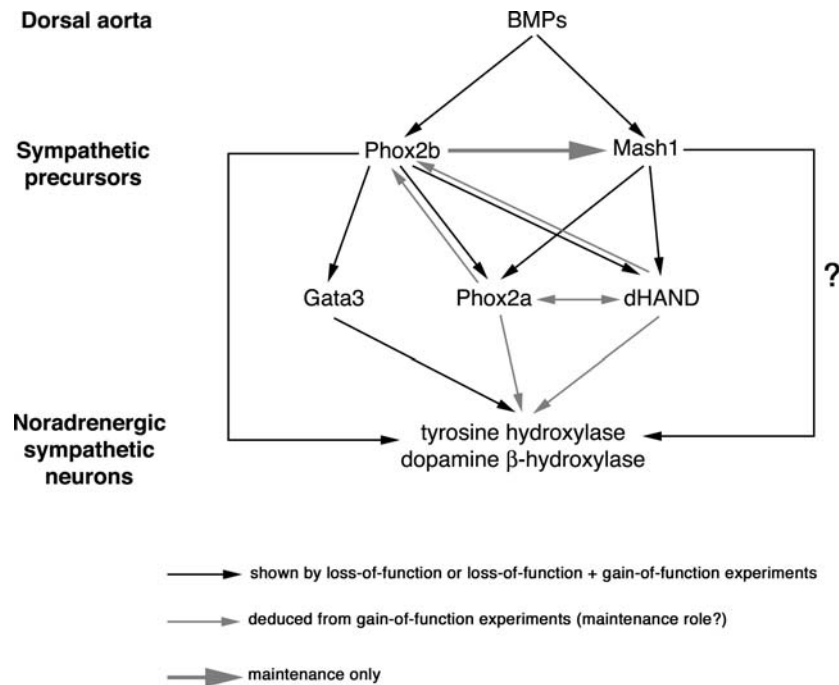 Dorsal aorta
BMPs
Sympathetic
precursors
Phox2b
Mash1
?
Gata3
Phox2a
dHAND
Noradrenergic
sympathetic
neurons
tyrosine hydroxylase
dopamine β-hydroxylase
shown by loss-of-function or loss-of-function + gain-of-function experiments
deduced from gain-of-function experiments (maintenance role?)
maintenance only